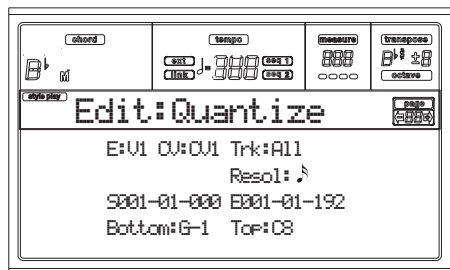 chord tempo measure transpose
ext seq 1
link seq 2
octave
style play
Edit:Quantize
page
E:V1 CV:CV1 Trk:All
Resol:
S001-01-000 E001-01-192
Bottom:G-1 Top:C8